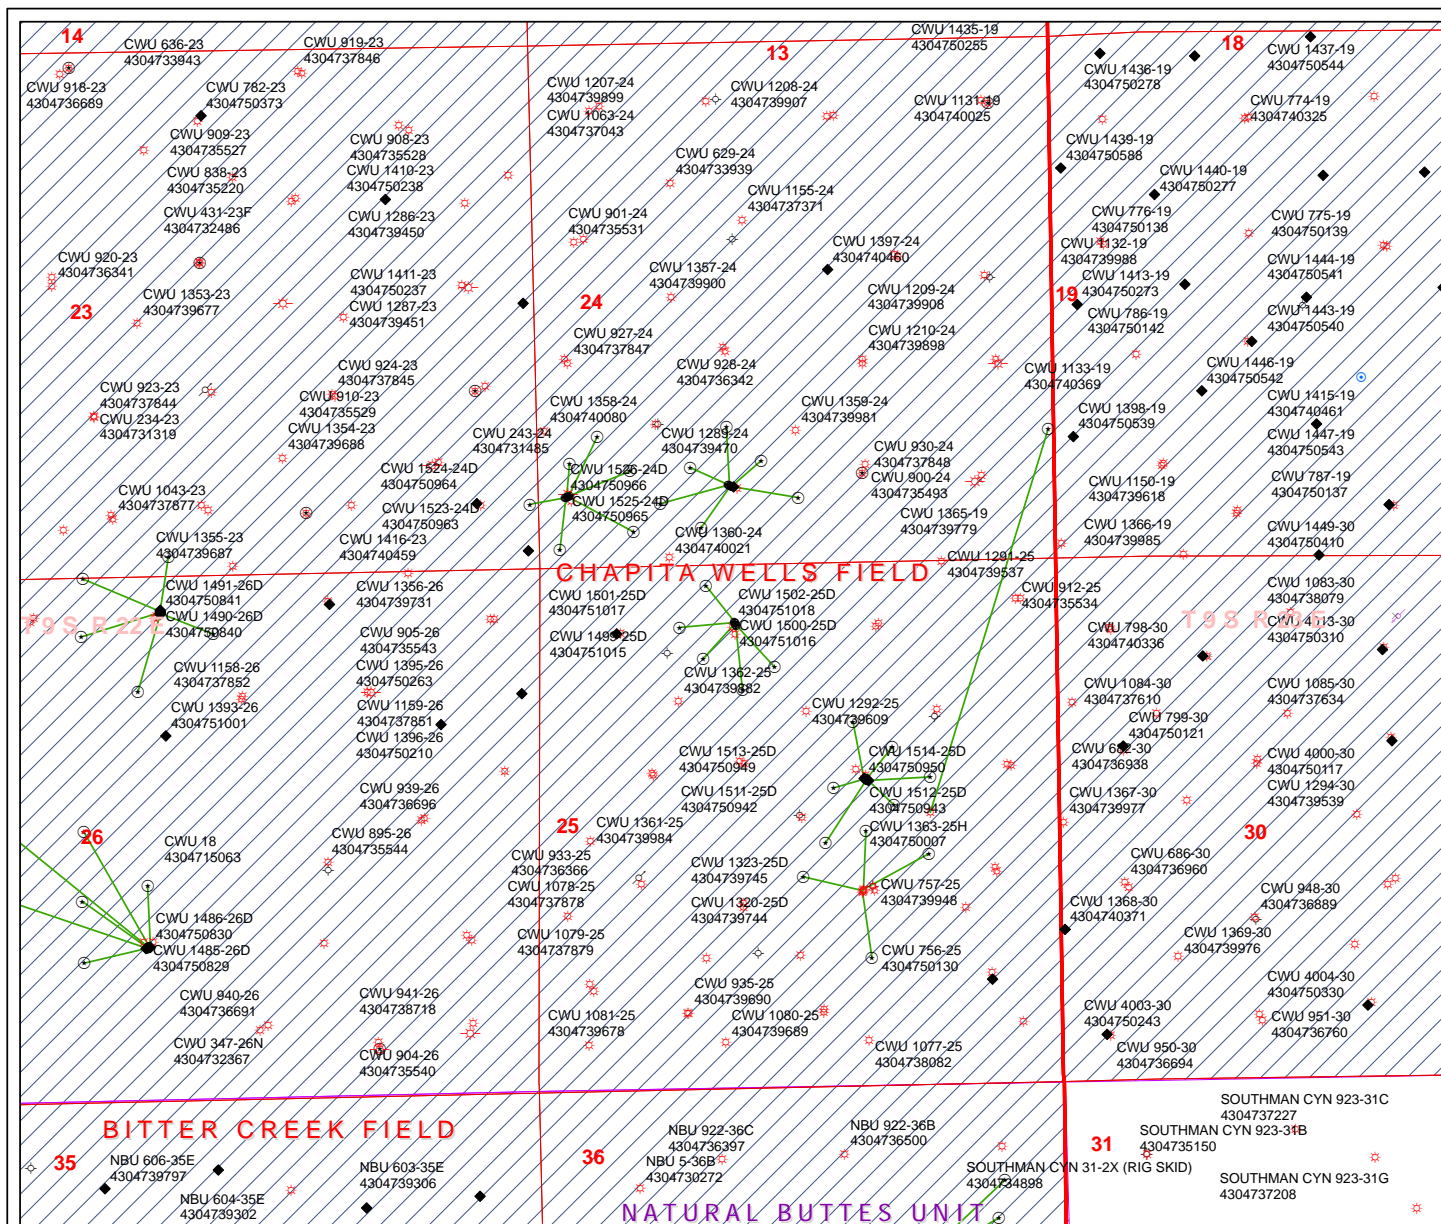 14
CWU 636-23
4304733943
CWU 919-23
4304737846
13
CWU 1435-19
4304750255
18
CWU 1437-19
4304750544
CWU 918-23
4304736689
CWU 782-23
4304750373
CWU 1207-24
4304739899
CWU 1063-24
4304737043
CWU 1208-24
4304739907
CWU 1131-19
4304740025
CWU 1436-19
4304750278
CWU 774-19
4304740325
CWU 909-23
4304735527
CWU 908-23
4304735528
CWU 1410-23
4304750238
CWU 838-23
4304735220
CWU 629-24
4304733939
CWU 1439-19
4304750588
CWU 1440-19
4304750277
CWU 431-23F
4304732486
CWU 1286-23
4304739450
CWU 901-24
4304735531
CWU 1155-24
4304737371
CWU 776-19
4304750138
CWU 775-19
4304750139
CWU 920-23
4304736341
CWU 1411-23
4304750237
CWU 1287-23
4304739451
CWU 1397-24
4304740460
CWU 1357-24
4304739900
CWU 1132-19
4304739988
CWU 1413-19
4304750273
CWU 1444-19
4304750541
23
CWU 1353-23
4304739677
24
CWU 1209-24
4304739908
19
CWU 786-19
4304750142
CWU 1443-19
4304750540
CWU 927-24
4304737847
CWU 1210-24
4304739898
CWU 924-23
4304737845
CWU 928-24
4304736342
CWU 1133-19
4304740369
CWU 1446-19
4304750542
CWU 923-23
4304737844
CWU 234-23
4304731319
CWU 910-23
4304735529
CWU 1354-23
4304739688
CWU 1358-24
4304740080
CWU 1359-24
4304739981
CWU 1398-19
4304750539
CWU 1415-19
4304740461
CWU 1447-19
4304750543
CWU 243-24
4304731485
CWU 1289-24
4304739470
CWU 930-24
4304737848
CWU 900-24
4304735493
CWU 1524-24D
4304750964
CWU 1526-24D
4304750966
CWU 1525-24D
4304750965
CWU 1150-19
4304739618
CWU 787-19
4304750137
CWU 1043-23
4304737877
CWU 1523-24D
4304750963
CWU 1365-19
4304739779
CWU 1366-19
4304739985
CWU 1355-23
4304739687
CWU 1416-23
4304740459
CWU 1360-24
4304740021
CWU 1449-30
4304750410
CHAPITA WELLS FIELD
CWU 1291-25
4304739537
CWU 1491-26D
4304750841
CWU 1490-26D
4304750840
CWU 1356-26
4304739731
CWU 1501-25D
4304751017
CWU 1502-25D
4304751018
CWU 912-25
4304735534
CWU 1083-30
4304738079
T 9 S R 22 E
CWU 905-26
4304735543
4304751015
CWU 1500-25D
4304751016
CWU 798-30
4304740336
T 9 S R 23 E
4304750310
CWU 1158-26
4304737852
CWU 1395-26
4304750263
CWU 1362-25
4304739482
CWU 1084-30
4304737610
CWU 1085-30
4304737634
CWU 1393-26
4304751001
CWU 1159-26
4304737851
CWU 1396-26
4304750210
CWU 1292-25
4304739609
CWU 799-30
4304750121
4304736938
CWU 1513-25D
4304750949
CWU 1514-25D
4304750950
CWU 4000-30
4304750117
CWU 1294-30
4304739539
CWU 939-26
4304736696
CWU 1511-25D
4304750942
CWU 1512-25D
4304750943
CWU 1367-30
4304739977
26
CWU 18
4304715063
CWU 895-26
4304735544
25
CWU 1361-25
4304739984
CWU 1363-25H
4304750007
30
CWU 933-25
4304736366
CWU 1078-25
4304737878
CWU 1323-25D
4304739745
CWU 757-25
4304739948
CWU 686-30
4304736960
CWU 948-30
4304736889
CWU 1486-26D
4304750830
CWU 1485-26D
4304750829
CWU 1320-25D
4304739744
CWU 1368-30
4304740371
CWU 1079-25
4304737879
CWU 756-25
4304750130
CWU 1369-30
4304739976
CWU 940-26
4304736691
CWU 941-26
4304738718
CWU 935-25
4304739690
CWU 4004-30
4304750330
CWU 347-26N
4304732367
CWU 904-26
4304735540
CWU 1081-25
4304739678
CWU 1080-25
4304739689
CWU 1077-25
4304738082
CWU 4003-30
4304750243
CWU 951-30
4304736760
CWU 950-30
4304736694
BITTER CREEK FIELD
SOUTHMAN CYN 923-31C
4304737227
35
NBU 606-35E
4304739797
NBU 603-35E
4304739306
36
NBU 922-36C
4304736397
NBU 5-36B
4304730272
NBU 922-36B
4304736500
31
SOUTHMAN CYN 923-31B
4304735150
NBU 604-35E
4304739302
SOUTHMAN CYN 31-2X (RIG SKID)
4304734898
SOUTHMAN CYN 923-31G
4304737208
NATURAL BUTTES UNIT